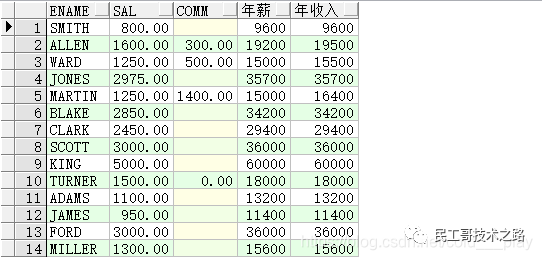 ENAME SAL COMM 年薪 年收入
1 SMITH 800.00 9600 9600
2 ALLEN 1600.00 300.00 19200 19500
3 WARD 1250.00 500.00 15000 15500
4 JONES 2975.00 35700 35700
5 MARTIN 1250.00 1400.00 15000 16400
6 BLAKE 2850.00 34200 34200
7 CLARK 2450.00 29400 29400
8 SCOTT 3000.00 36000 36000
9 KING 5000.00 60000 60000
10 TURNER 1500.00 0.00 18000 18000
11 ADAMS 1100.00 13200 13200
12 JAMES 950.00 11400 11400
13 FORD 3000.00 36000 36000
14 MILLER 1300.00 15600 15600
民工哥技术之路